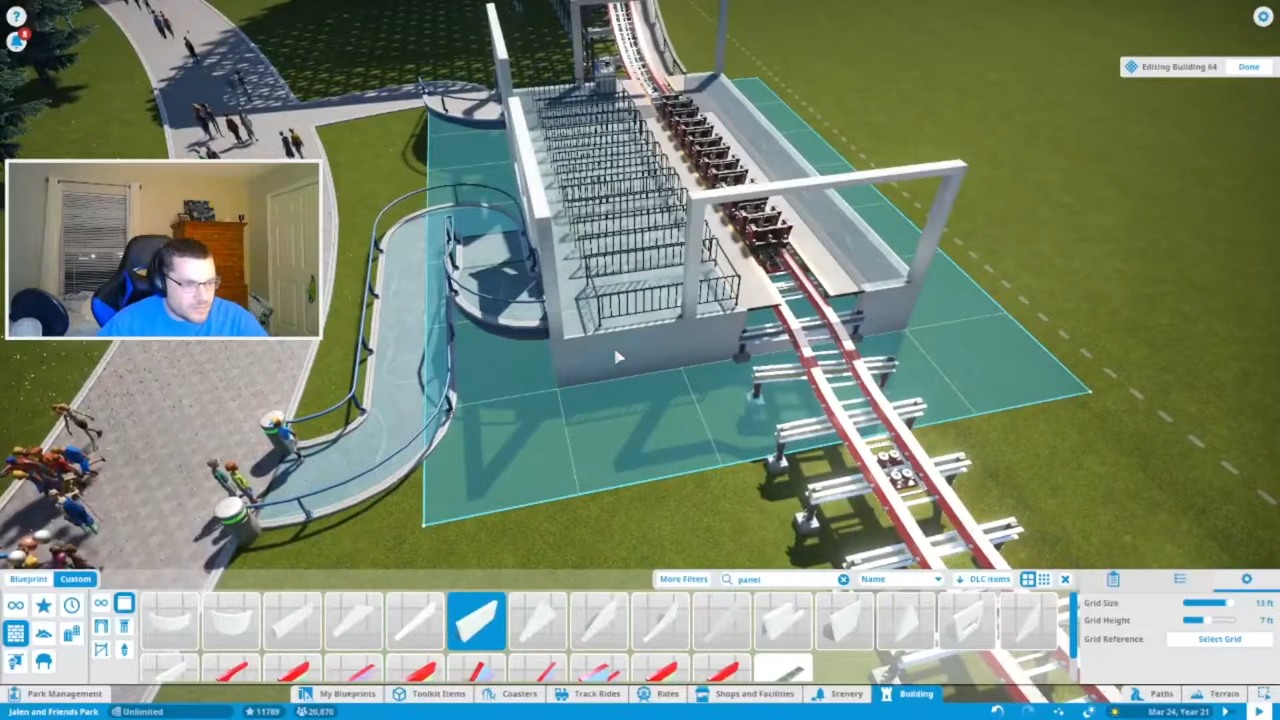 ?
8
Editing Building 64 Done
Blueprint Custom
More Filters panel Name DLC Items
Grid Size 13 ft
Grid Height 7 ft
Grid Reference Select Grid
Park Management My Blueprints Toolkit Items Coasters Track Rides Rides Shops and Facilities Scenery Building Paths Terrain
Jalen and Friends Park Unlimited 11789 20,870 Mar 24, Year 21